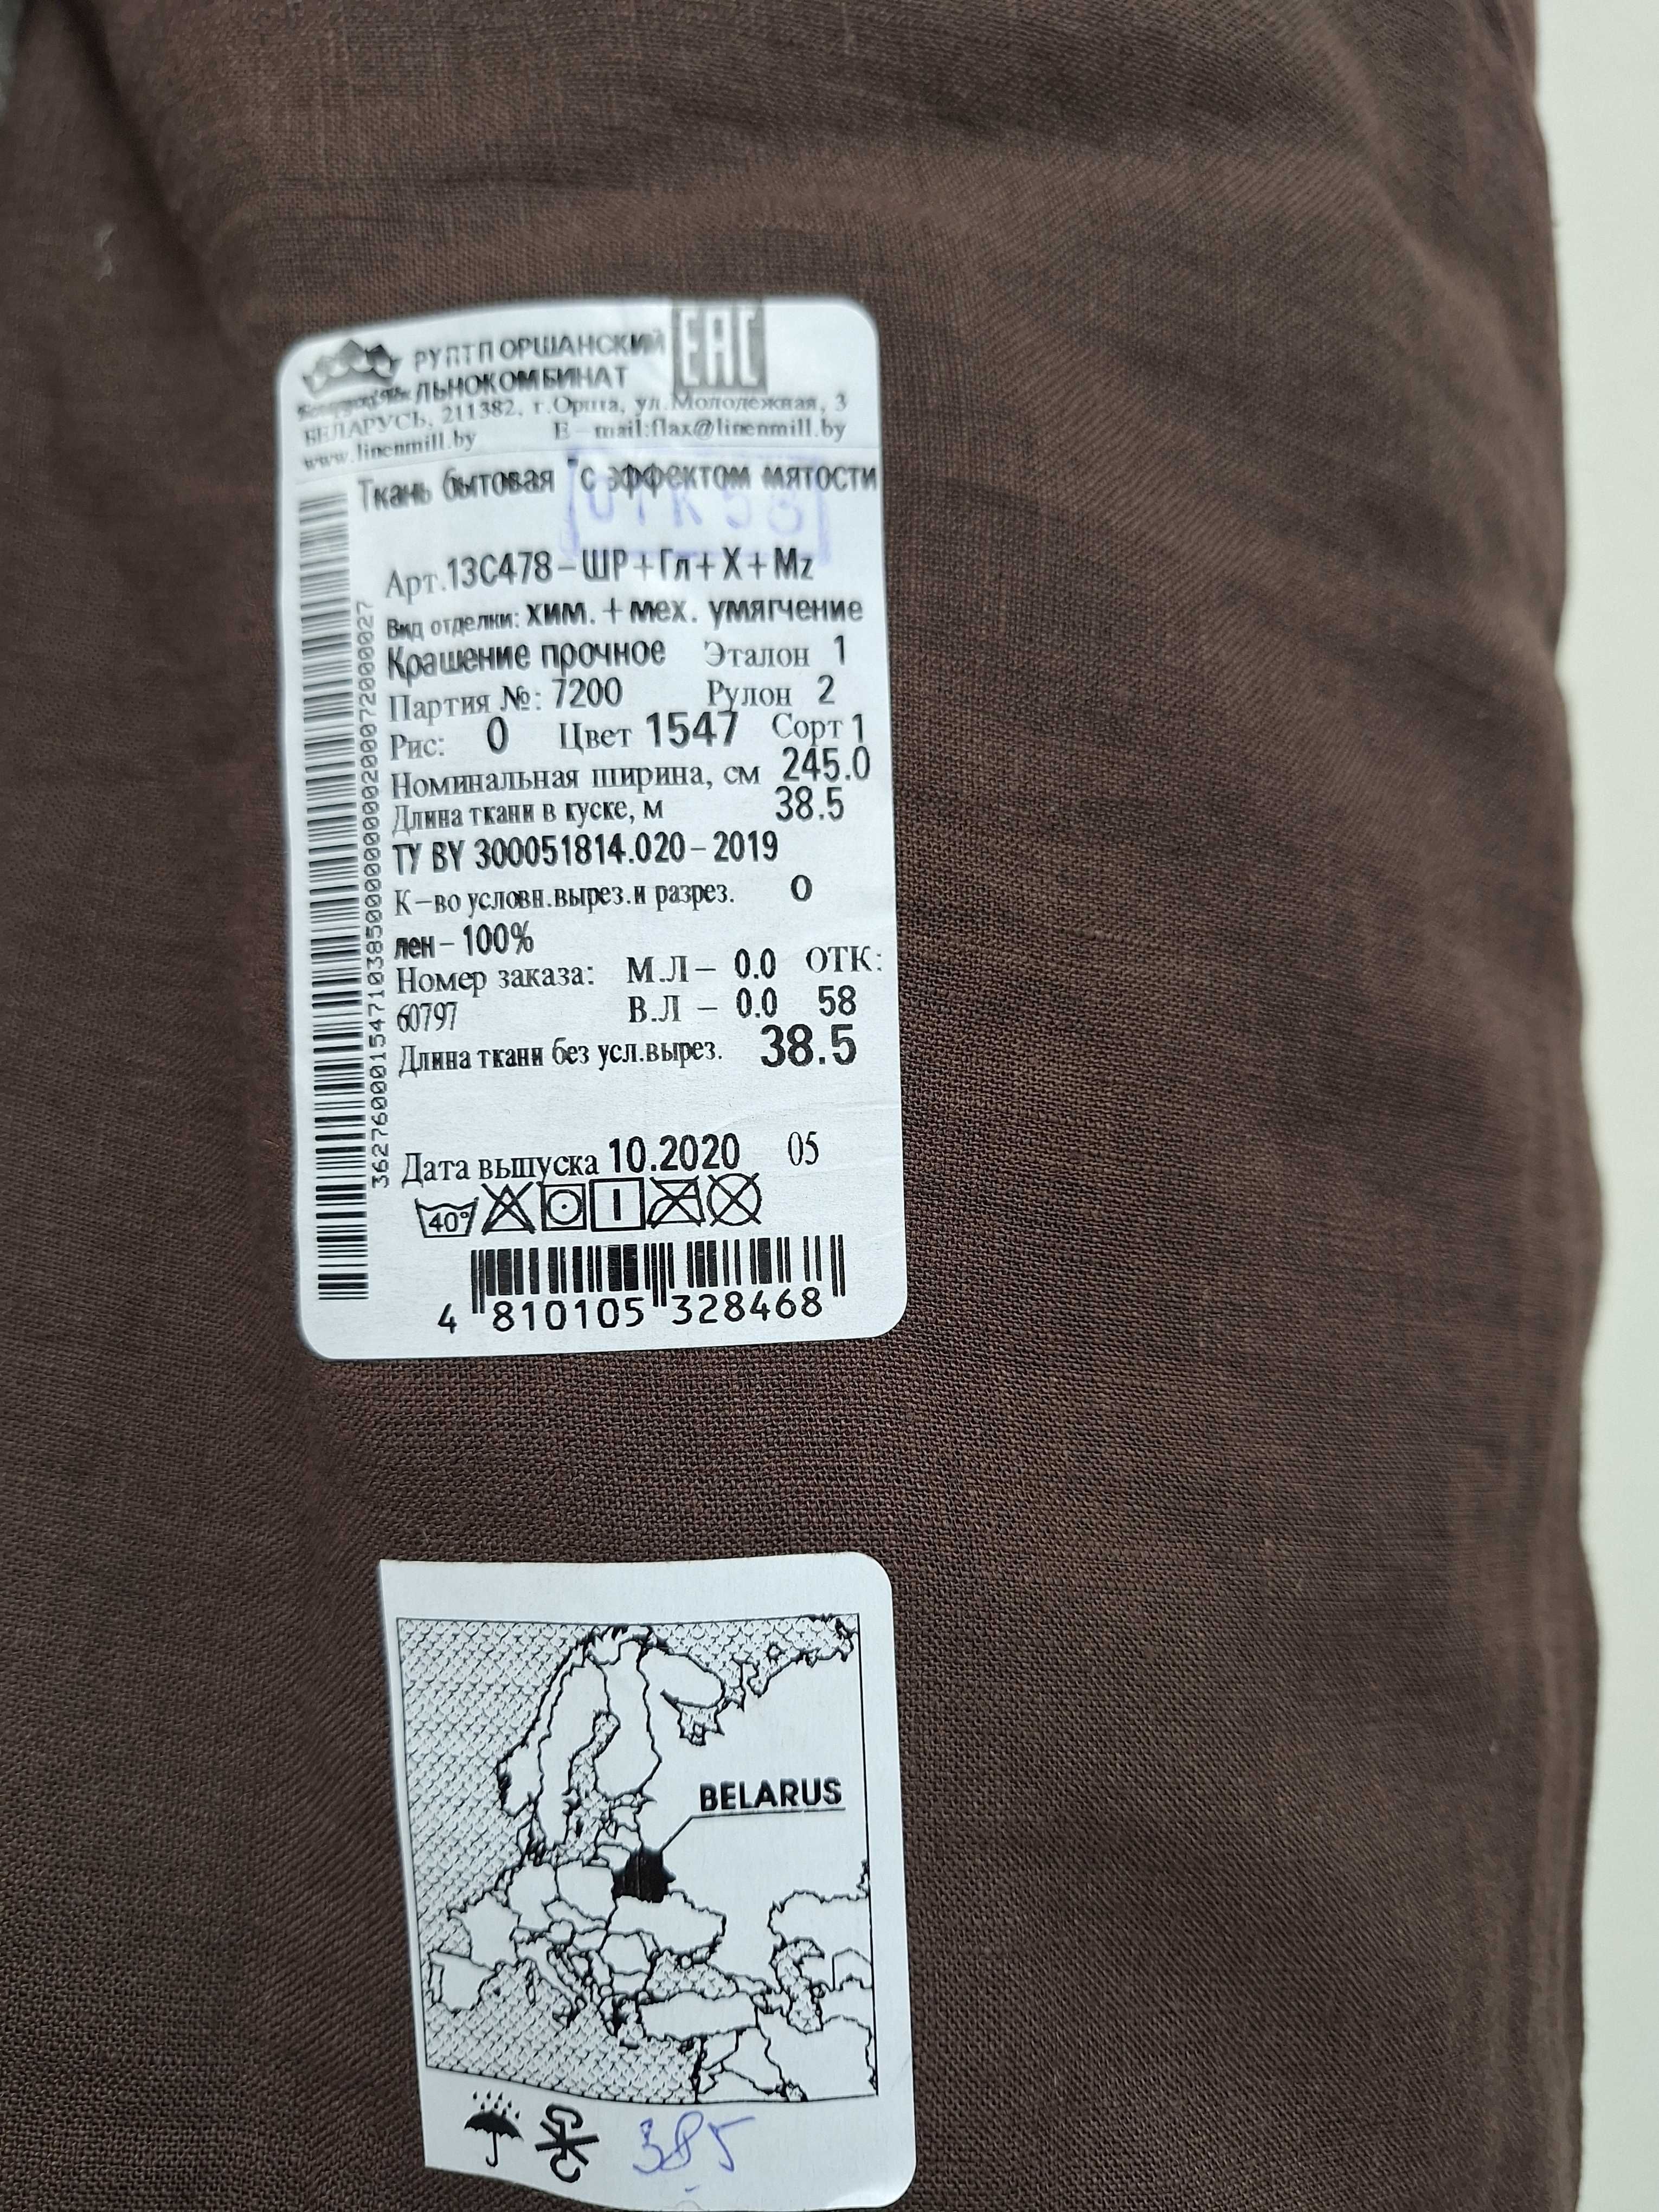 РУПТП ОРШАНСКИЙ
ЛЬНОКОМБИНАТ
EAC
БЕЛАРУСЬ, 211382, г.Орша, ул.Молодежная, 3
www.linenmill.by E-mail:flax@linenmill.by
Ткань бытовая "с эффектом мятости
ОТК 58
Арт.13С478-ШР+Гл+Х+Mz
Вид отделки: хим.+мех. умягчение
Крашение прочное Эталон 1
Партия №: 7200 Рулон 2
Рис: 0 Цвет 1547 Сорт 1
Номинальная ширина, см 245.0
Длина ткани в куске, м 38.5
ТУ BY 300051814.020-2019
К-во условн.вырез.и разрез. 0
лен-100%
Номер заказа: М.Л- 0.0 ОТК:
60797 В.Л - 0.0 58
Длина ткани без усл.вырез. 38.5
Дата выпуска 10.2020 05
40°
4 810105 328468
BELARUS
385